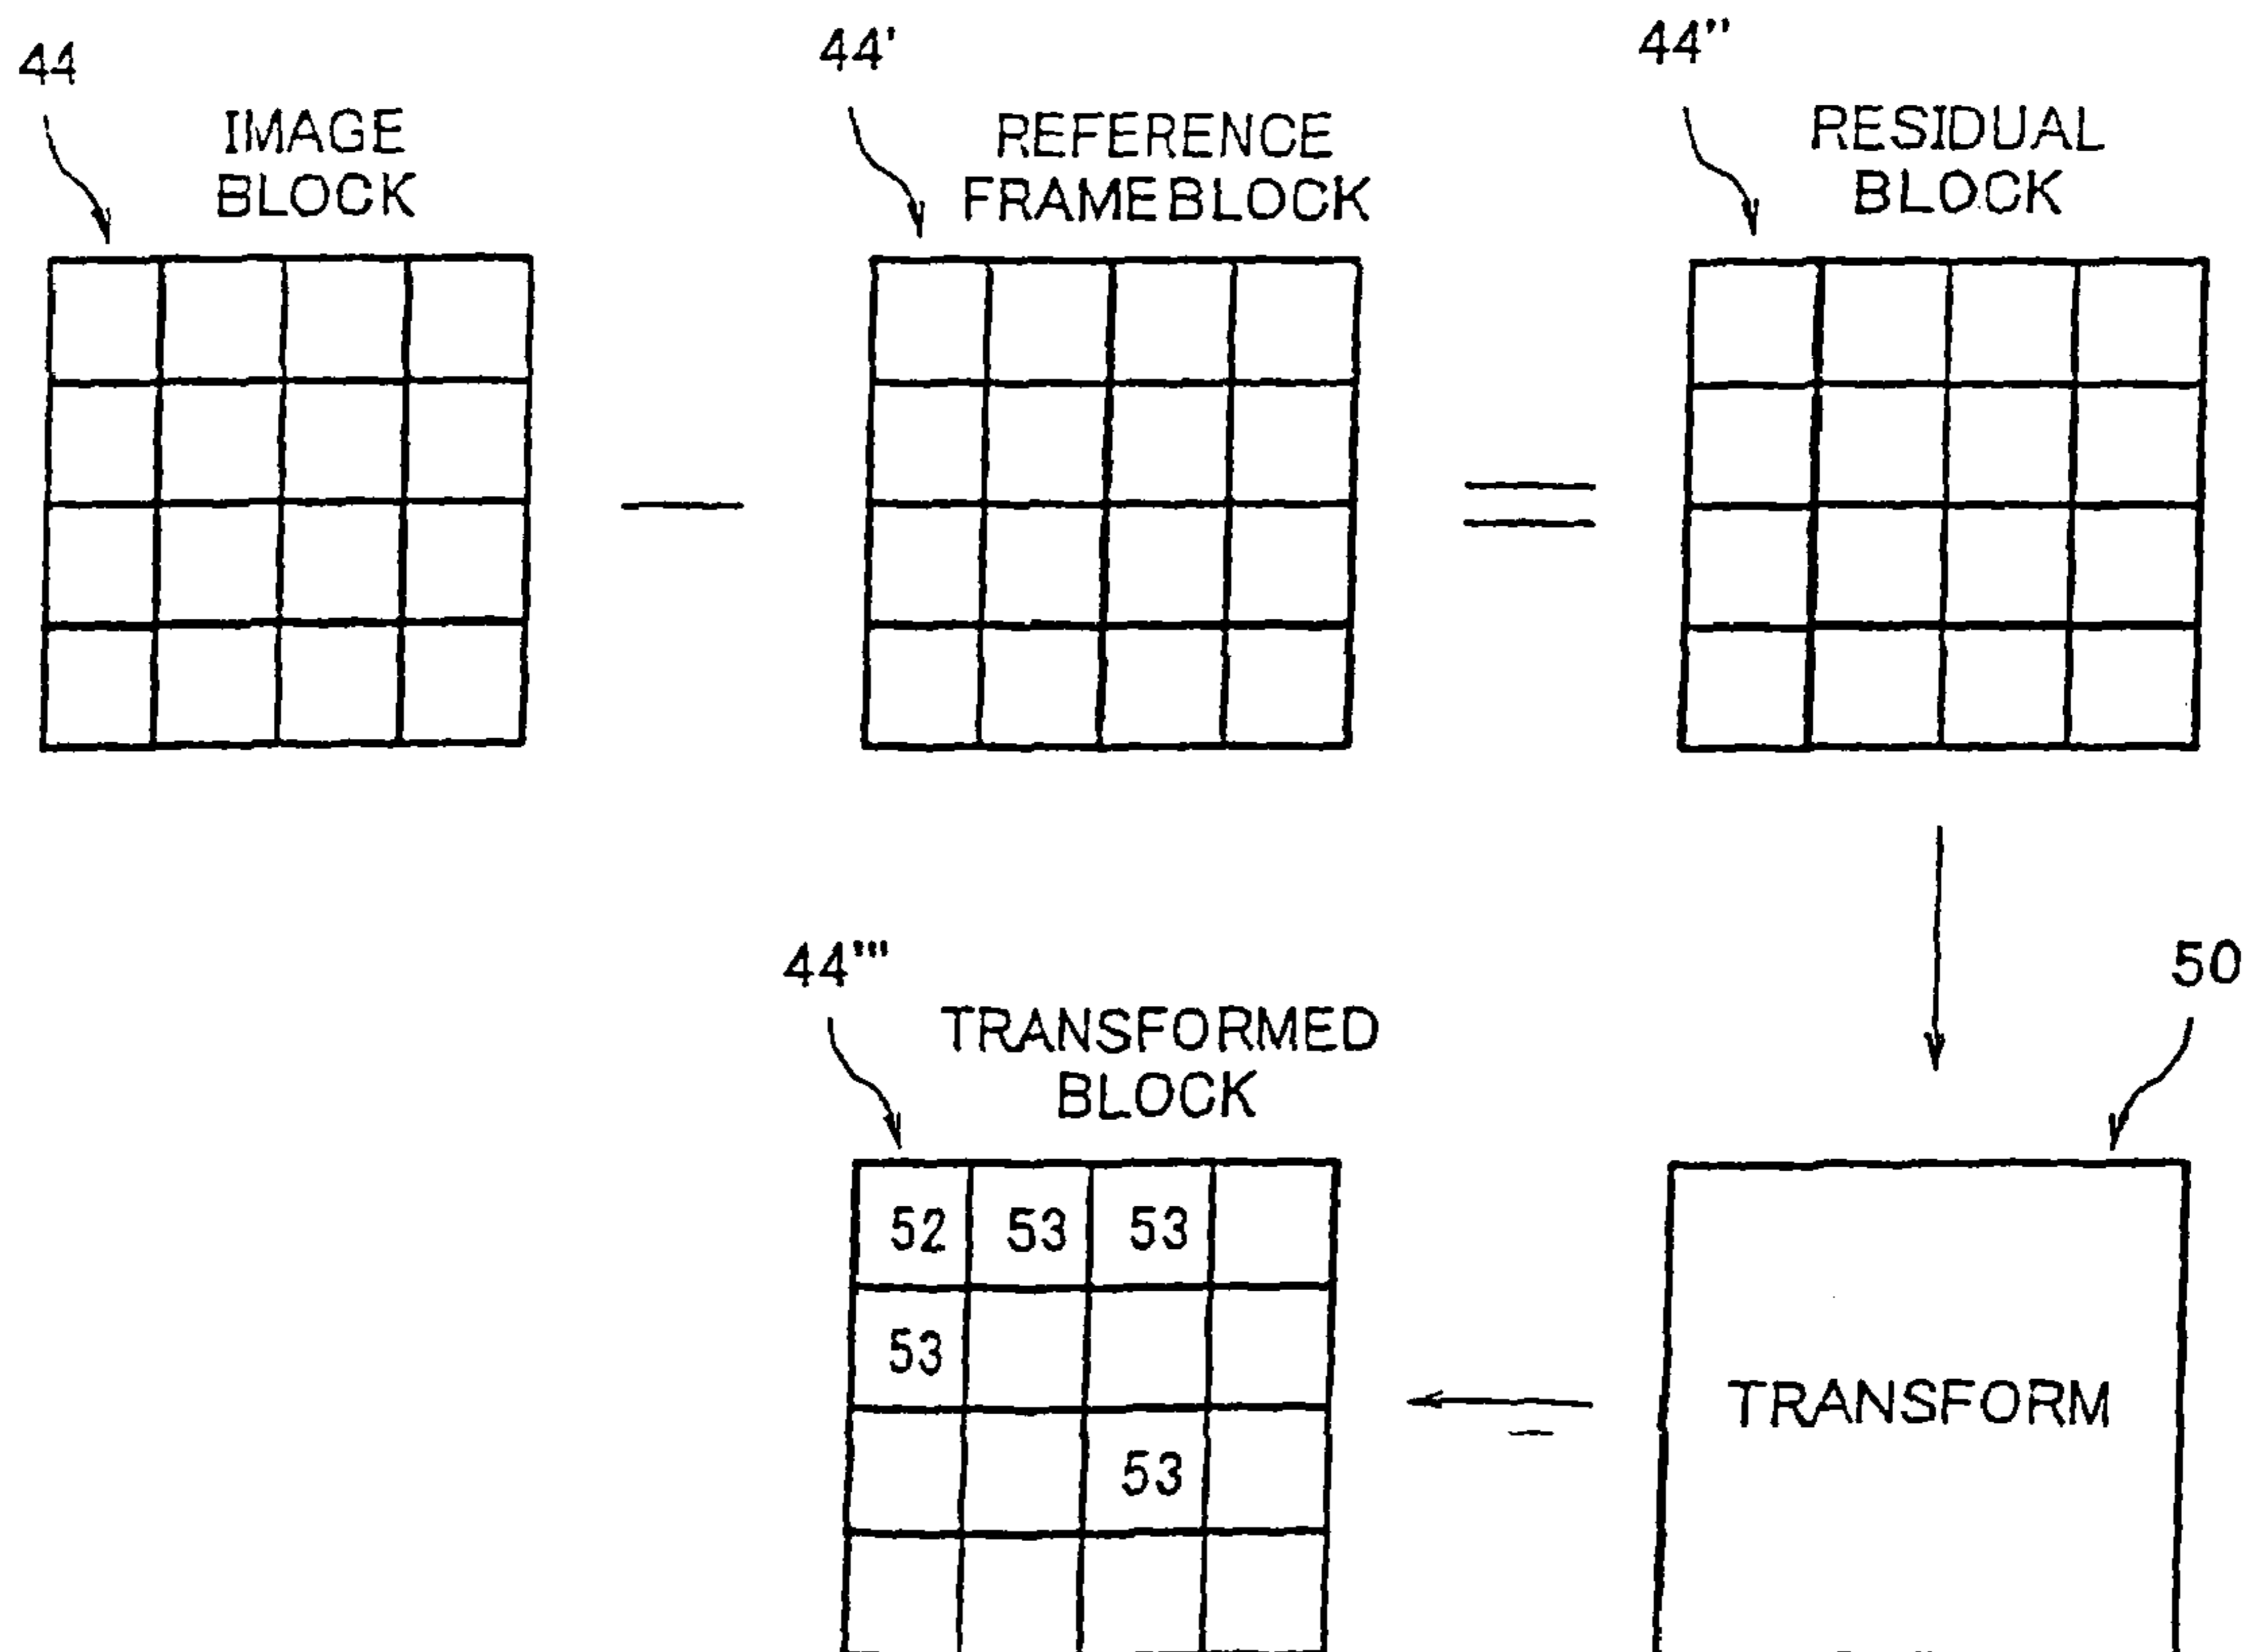 44
IMAGE
BLOCK
44'
REFERENCE
FRAME BLOCK
44"
RESIDUAL
BLOCK
44""
TRANSFORMED
BLOCK
50
52 53 53
53
53
TRANSFORM